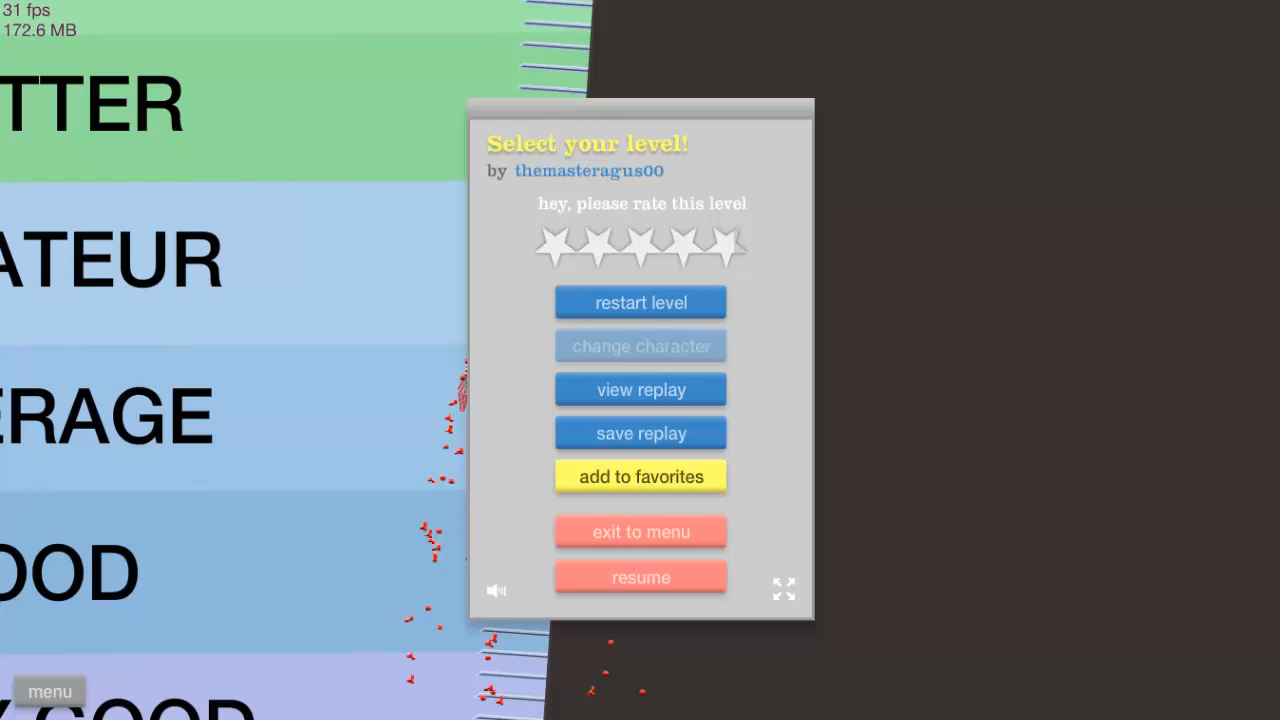 31 fps
172.6 MB
TTER
ATEUR
ERAGE
OOD
Y GOOD
Select your level!
by themasteragus00
hey, please rate this level
restart level
change character
view replay
save replay
add to favorites
exit to menu
resume
menu